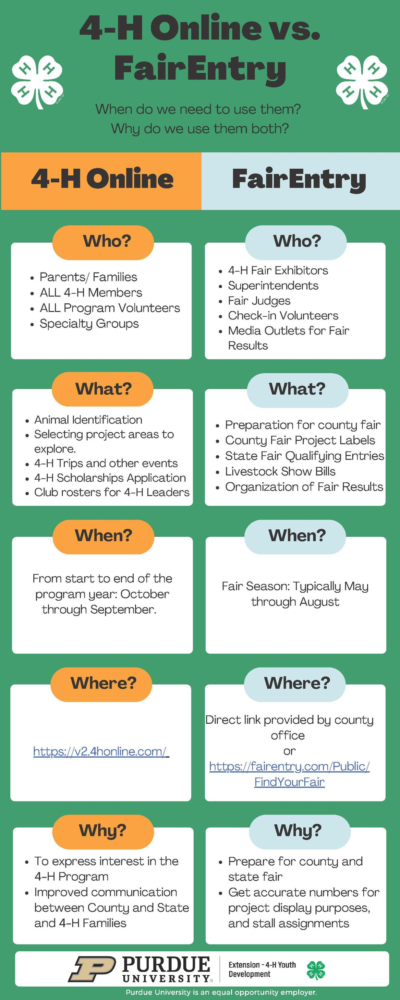 4-H Online vs.
FairEntry
H H
H H
18 USC 707
H H
H H
18 USC 707
When do we need to use them?
Why do we use them both?
4-H Online
FairEntry
Who?
• Parents/ Families
• ALL 4-H Members
• ALL Program Volunteers
• Specialty Groups
Who?
• 4-H Fair Exhibitors
• Superintendents
• Fair Judges
• Check-in Volunteers
• Media Outlets for Fair
Results
What?
• Animal Identification
• Selecting project areas to
explore.
• 4-H Trips and other events
• 4-H Scholarships Application
• Club rosters for 4-H Leaders
What?
• Preparation for county fair
• County Fair Project Labels
• State Fair Qualifying Entries
• Livestock Show Bills
• Organization of Fair Results
When?
From start to end of the
program year: October
through September.
When?
Fair Season: Typically May
through August
Where?
https://v2.4honline.com/
Where?
Direct link provided by county
office
or
https://fairentry.com/Public/
FindYourFair
Why?
• To express interest in the
4-H Program
• Improved communication
between County and State
and 4-H Families
Why?
• Prepare for county and
state fair
• Get accurate numbers for
project display purposes,
and stall assignments
P
PURDUE
UNIVERSITY®
Extension - 4-H Youth
Development
H H
H H
Purdue University is an equal opportunity employer.